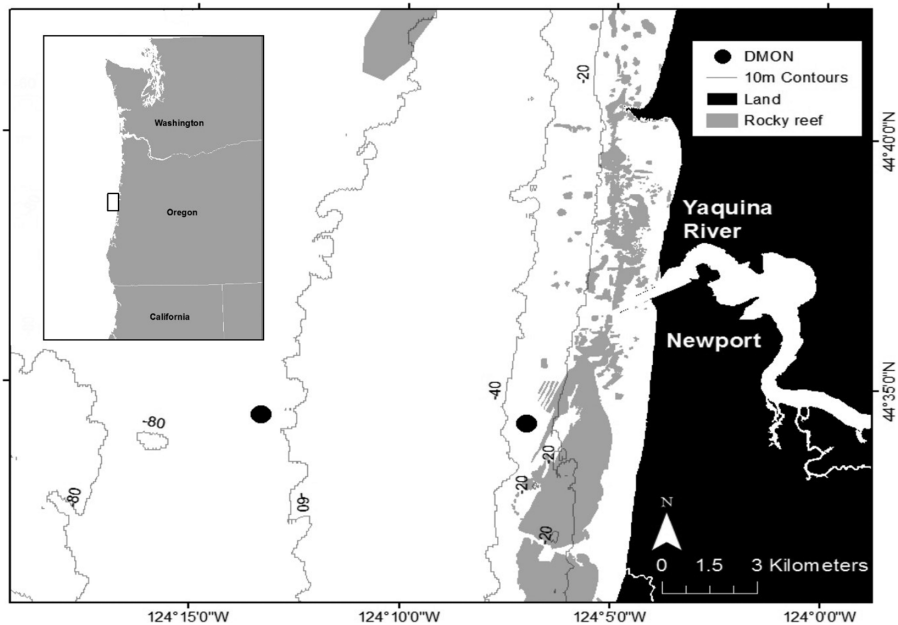 Washington
Oregon
California
-20
DMON
10m Contours
Land
Rocky reef
44°40'0"N
Yaquina
River
Newport
-40
44°35'0"N
-80
-20
-80
-60
-20
-20
N
0 1.5 3 Kilometers
124°15'0"W 124°10'0"W 124°5'0"W 124°0'0"W